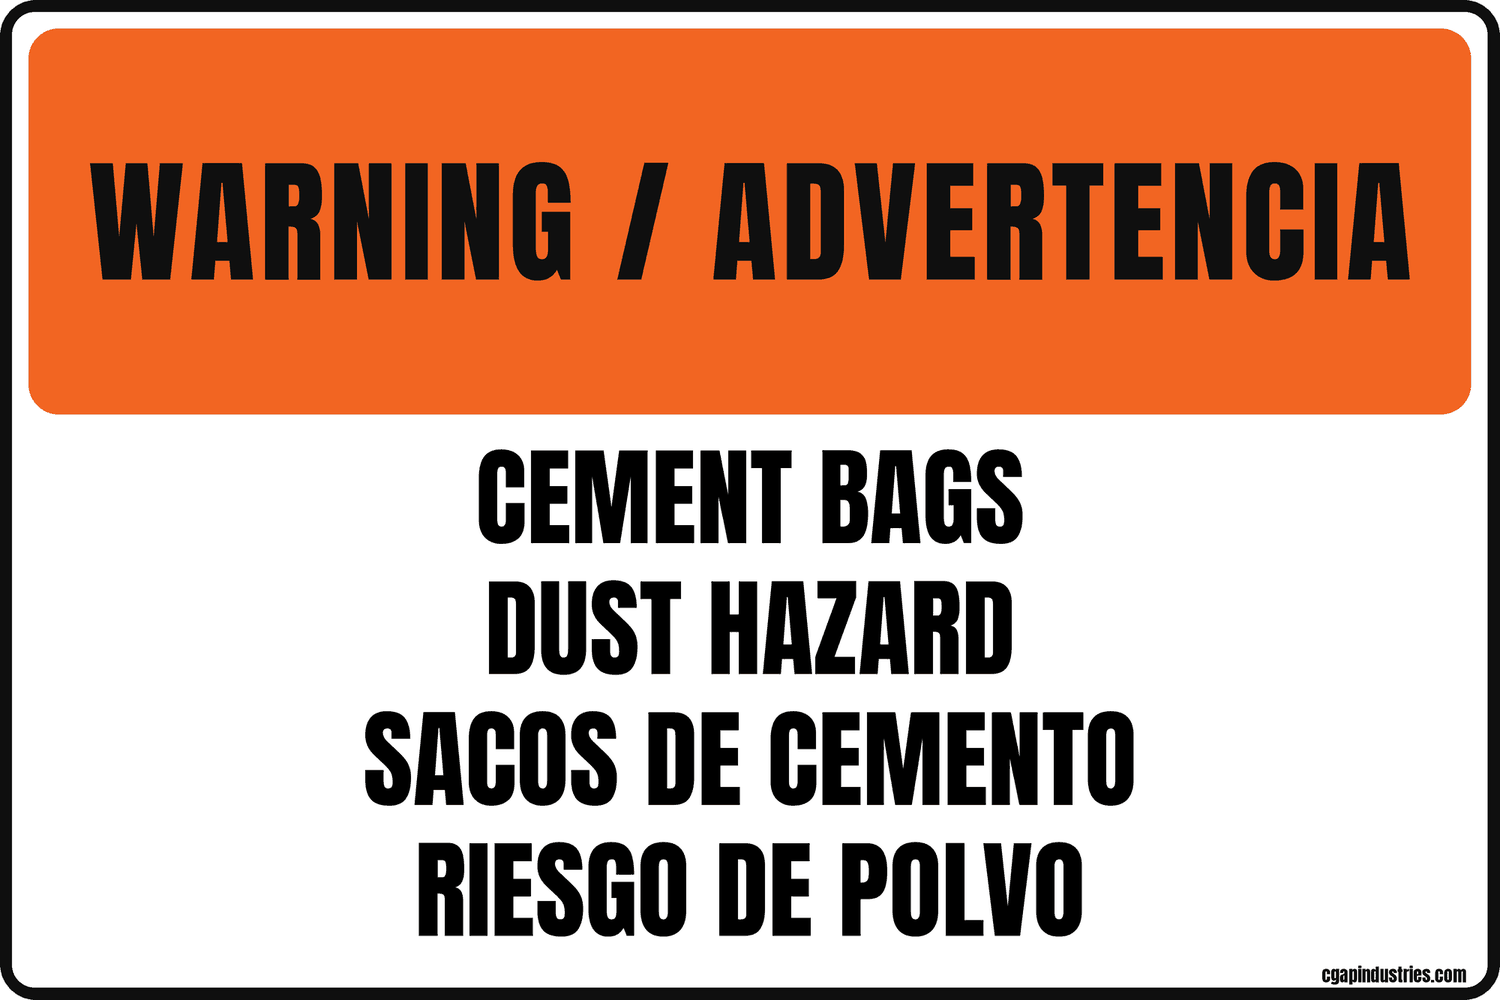 WARNING / ADVERTENCIA
CEMENT BAGS
DUST HAZARD
SACOS DE CEMENTO
RIESGO DE POLVO
cgapindustries.com